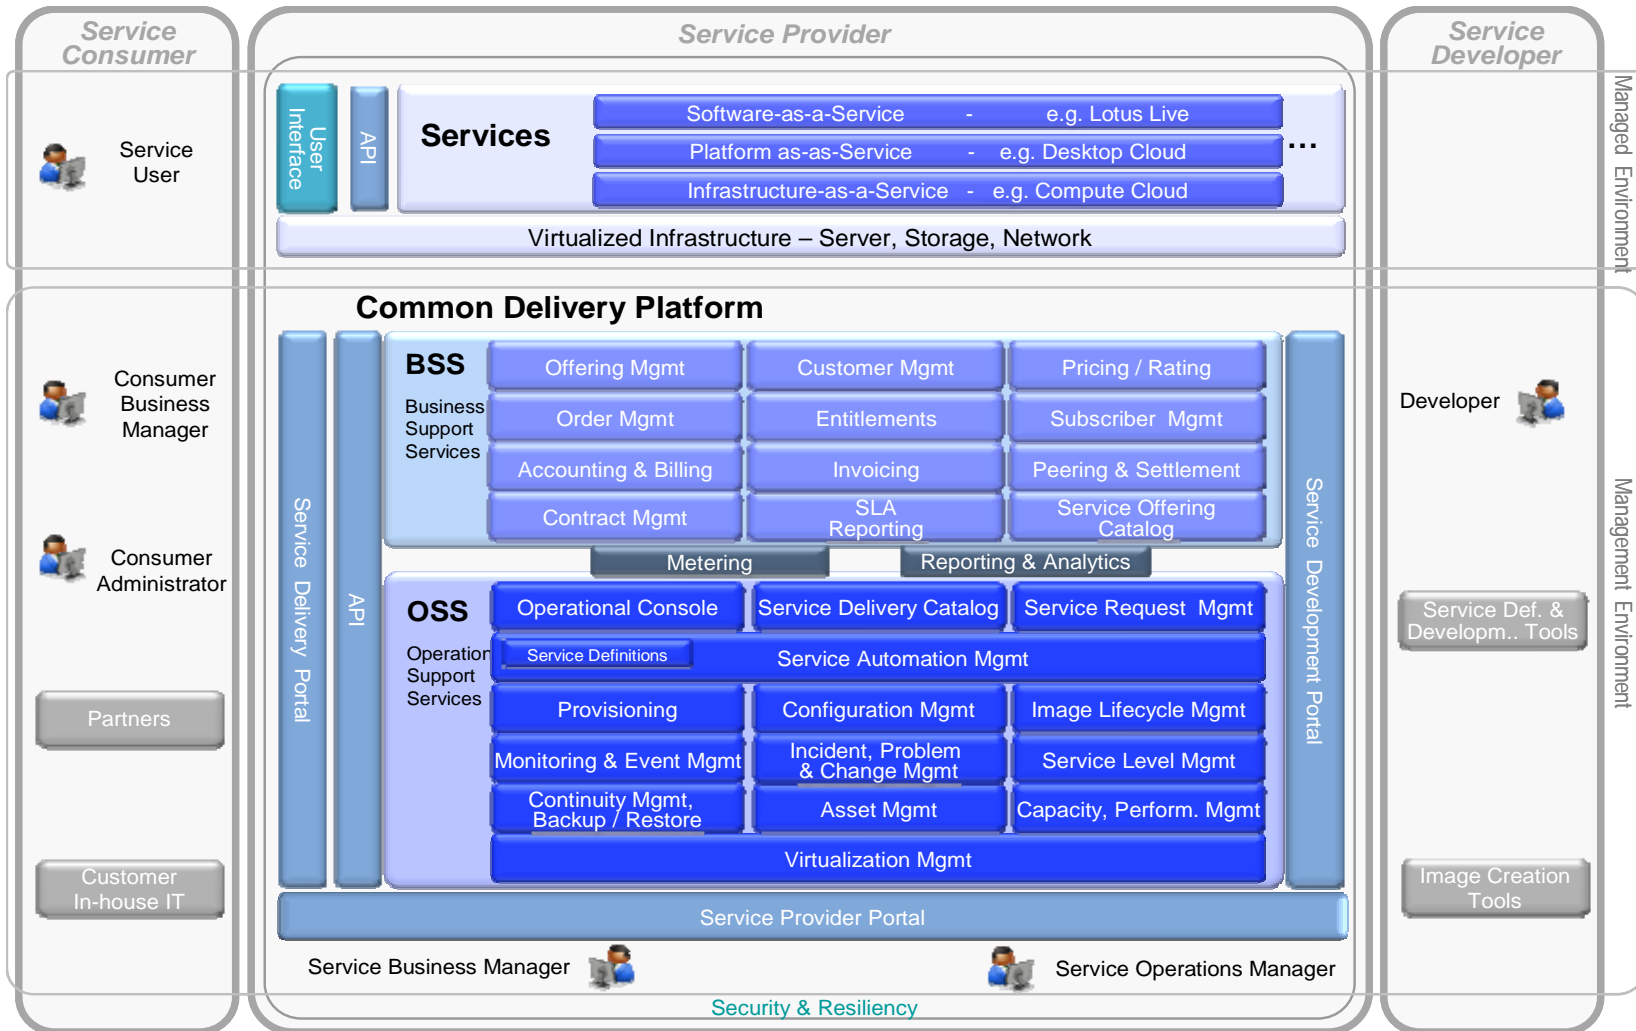 Service
Consumer
Service Provider
Service
Developer
Service
User
User
Interface
API
Services
Software-as-a-Service - e.g. Lotus Live
Platform as-as-Service - e.g. Desktop Cloud
Infrastructure-as-a-Service - e.g. Compute Cloud
...
Virtualized Infrastructure – Server, Storage, Network
Managed Environment
Common Delivery Platform
Consumer
Business
Manager
Consumer
Administrator
Partners
Customer
In-house IT
Service Delivery Portal
API
BSS
Business
Support
Services
Offering Mgmt
Customer Mgmt
Pricing / Rating
Order Mgmt
Entitlements
Subscriber Mgmt
Accounting & Billing
Invoicing
Peering & Settlement
Contract Mgmt
SLA
Reporting
Service Offering
Catalog
Metering
Reporting & Analytics
OSS
Operation
Support
Services
Operational Console
Service Delivery Catalog
Service Request Mgmt
Service Definitions
Service Automation Mgmt
Provisioning
Configuration Mgmt
Image Lifecycle Mgmt
Monitoring & Event Mgmt
Incident, Problem
& Change Mgmt
Service Level Mgmt
Continuity Mgmt,
Backup / Restore
Asset Mgmt
Capacity, Perform. Mgmt
Virtualization Mgmt
Service Development Portal
Service Provider Portal
Service Business Manager
Service Operations Manager
Security & Resiliency
Developer
Service Def. &
Developm.. Tools
Image Creation
Tools
Management Environment